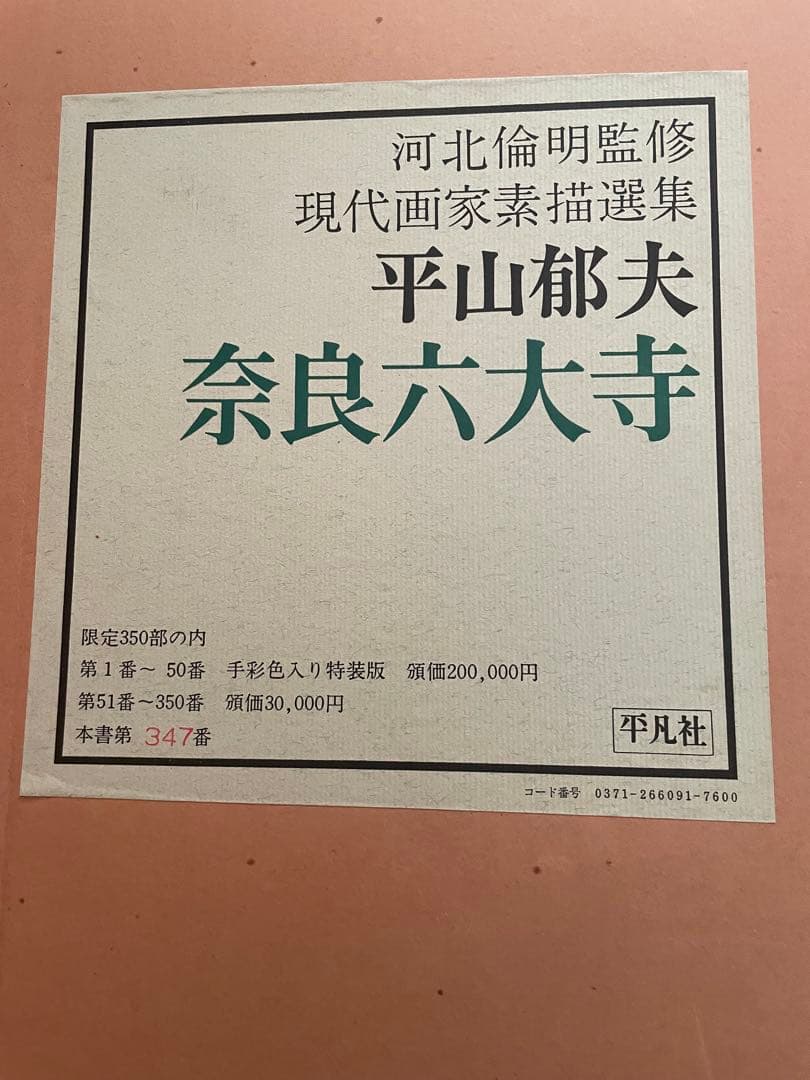 河北倫明監修
現代画家素描選集
平山郁夫
奈良六大寺
限定350部の内
第1番〜 50番 手彩色入り特装版 頒価200,000円
第51番〜350番 頒価30,000円
本書第 347番
平凡社
コード番号 0371-266091-7600